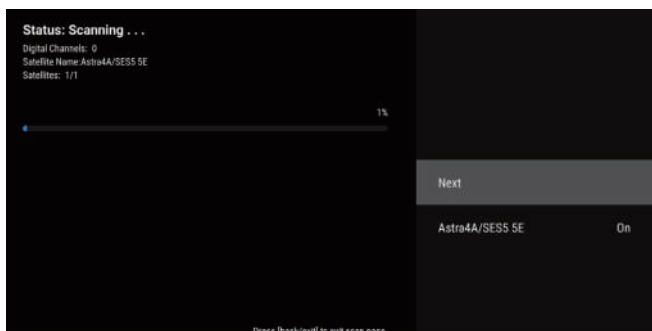 Status: Scanning . . .
Digital Channels: 0
Satellite Name:Astra4A/SES5 5E
Satellites: 1/1
1%
Next
Astra4A/SES5 5E On
Press [back/exit] to exit scan page